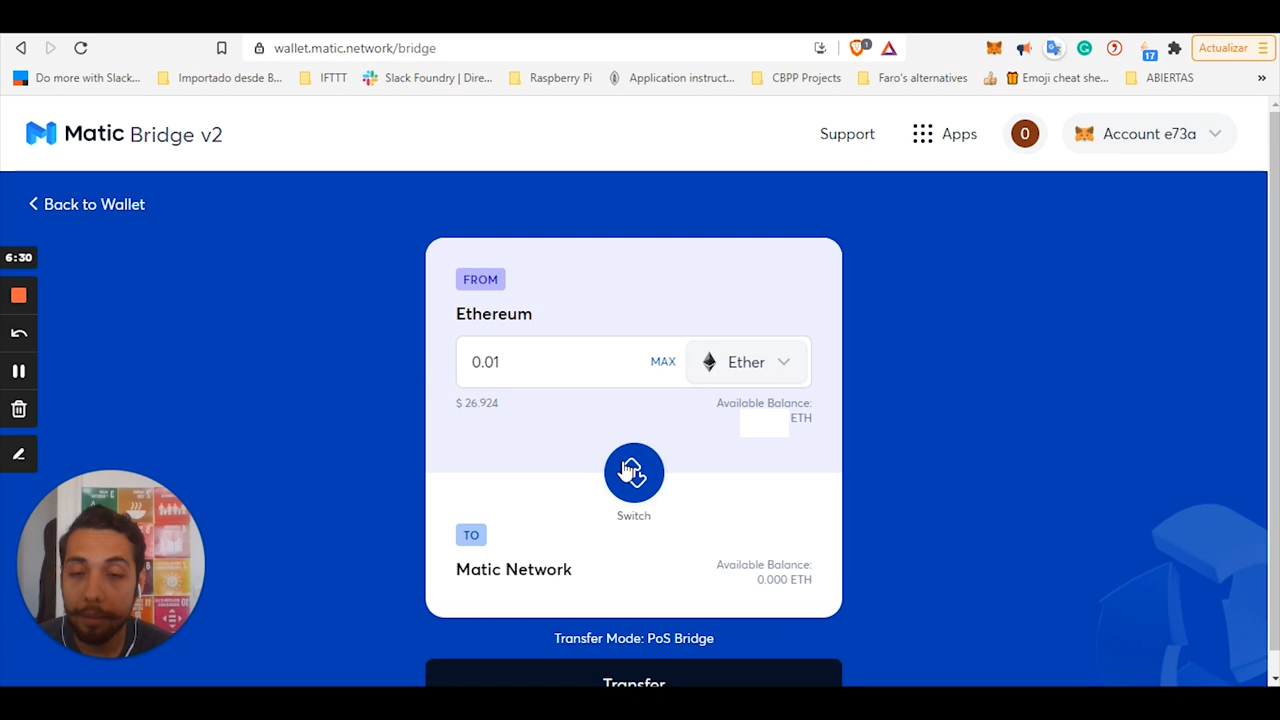 wallet.matic.network/bridge
1
17
Actualizar
Do more with Slack...
Importado desde B...
IFTTT
Slack Foundry | Dire...
Raspberry Pi
Application instruct...
CBPP Projects
Faro's alternatives
Emoji cheat she...
ABIERTAS
»
Matic Bridge v2
Support
Apps
0
Account e73a
Back to Wallet
6:30
FROM
Ethereum
0.01
MAX
Ether
$ 26.924
Available Balance:
ETH
Switch
TO
Matic Network
Available Balance:
0.000 ETH
Transfer Mode: PoS Bridge
Transfer